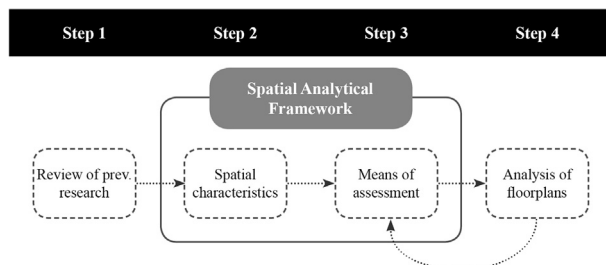 Step 1
Step 2
Step 3
Step 4
Spatial Analytical
Framework
Review of prev.
research
Spatial
characteristics
Means of
assessment
Analysis of
floorplans